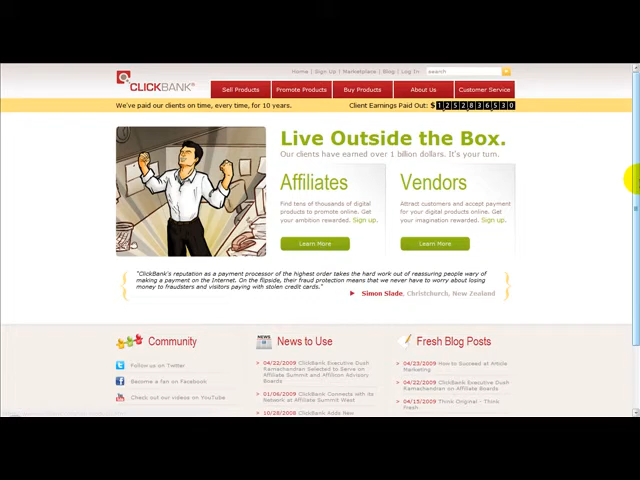 Home | Sign Up | Marketplace | Blog | Log In
search
CLICKBANK®
Sell Products
Promote Products
Buy Products
About Us
Customer Service
We've paid our clients on time, every time, for 10 years.
Client Earnings Paid Out: $ 1252836530
Live Outside the Box.
Our clients have earned over 1 billion dollars. It's your turn.
Affiliates
Find tens of thousands of digital
products to promote online. Get
your ambition rewarded. Sign up.
Learn More
Vendors
Attract customers and accept payment
for your digital products online. Get
your imagination rewarded. Sign up.
Learn More
"ClickBank's reputation as a payment processor of the highest order takes the hard work out of reassuring people wary of
making a payment on the Internet. On the flipside, their fraud protection means that we never have to worry about losing
money to fraudsters and visitors paying with stolen credit cards."
Simon Slade, Christchurch, New Zealand
Community
Follow us on Twitter
Become a fan on Facebook
Check out our videos on YouTube
NEWS
News to Use
04/22/2009 ClickBank Executive Dush
Ramachandran Selected to Serve on
Affiliate Summit and Affilicon Advisory
Boards
01/08/2009 ClickBank Connects with its
Network at Affiliate Summit West
10/28/2008 ClickBank Adds New
Fresh Blog Posts
04/23/2009 How to Succeed at Article
Marketing
04/22/2009 ClickBank Executive Dush
Ramachandran on Affiliate Boards
04/15/2009 Think Original - Think
Fresh